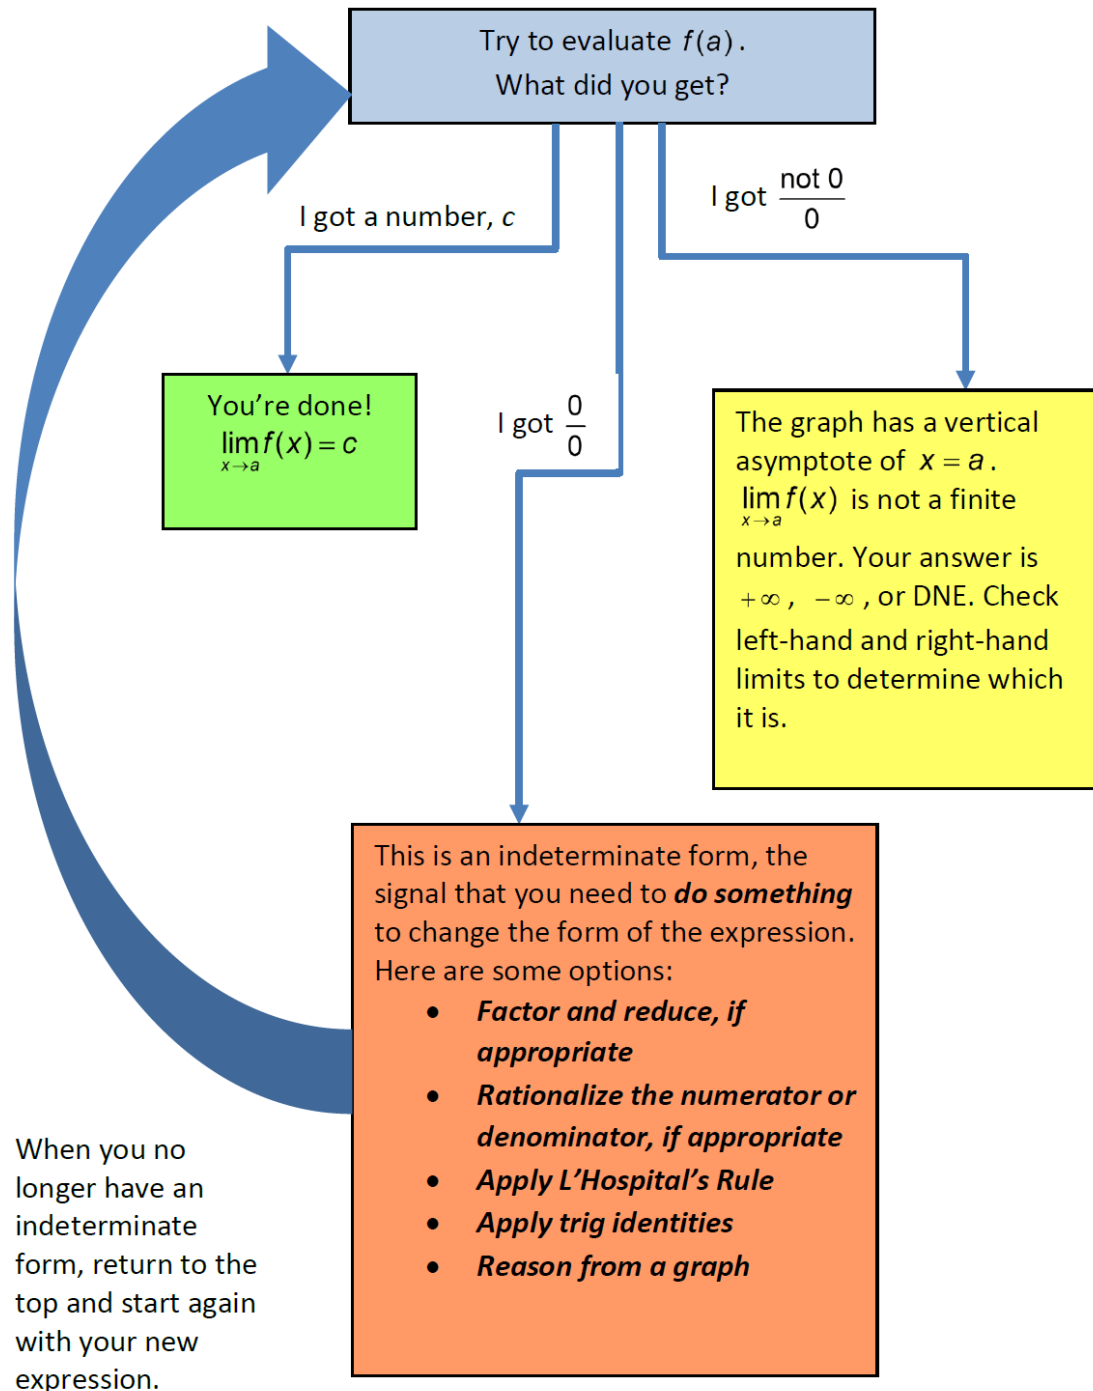 Try to evaluate f(a).
What did you get?
I got a number, c
I got not 0/0
You’re done!
lim x→a f(x) = c
I got 0/0
The graph has a vertical
asymptote of x = a.
lim x→a f(x) is not a finite
number. Your answer is
+∞, −∞, or DNE. Check
left-hand and right-hand
limits to determine which
it is.
This is an indeterminate form, the
signal that you need to do something
to change the form of the expression.
Here are some options:
• Factor and reduce, if
appropriate
• Rationalize the numerator or
denominator, if appropriate
• Apply L’Hospital’s Rule
• Apply trig identities
• Reason from a graph
When you no
longer have an
indeterminate
form, return to the
top and start again
with your new
expression.